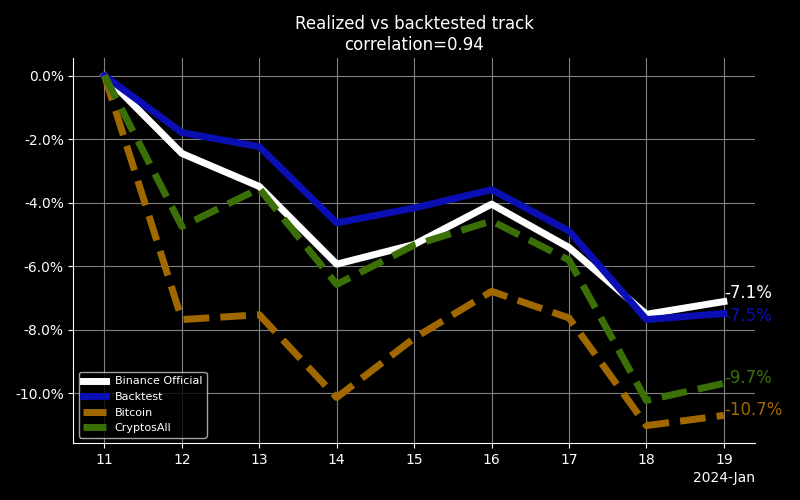 Realized vs backtested track
correlation=0.94
0.0%
-2.0%
-4.0%
-6.0%
-8.0%
-10.0%
-7.1%
-7.5%
-9.7%
-10.7%
Binance Official
Backtest
Bitcoin
CryptosAll
11 12 13 14 15 16 17 18 19
2024-Jan